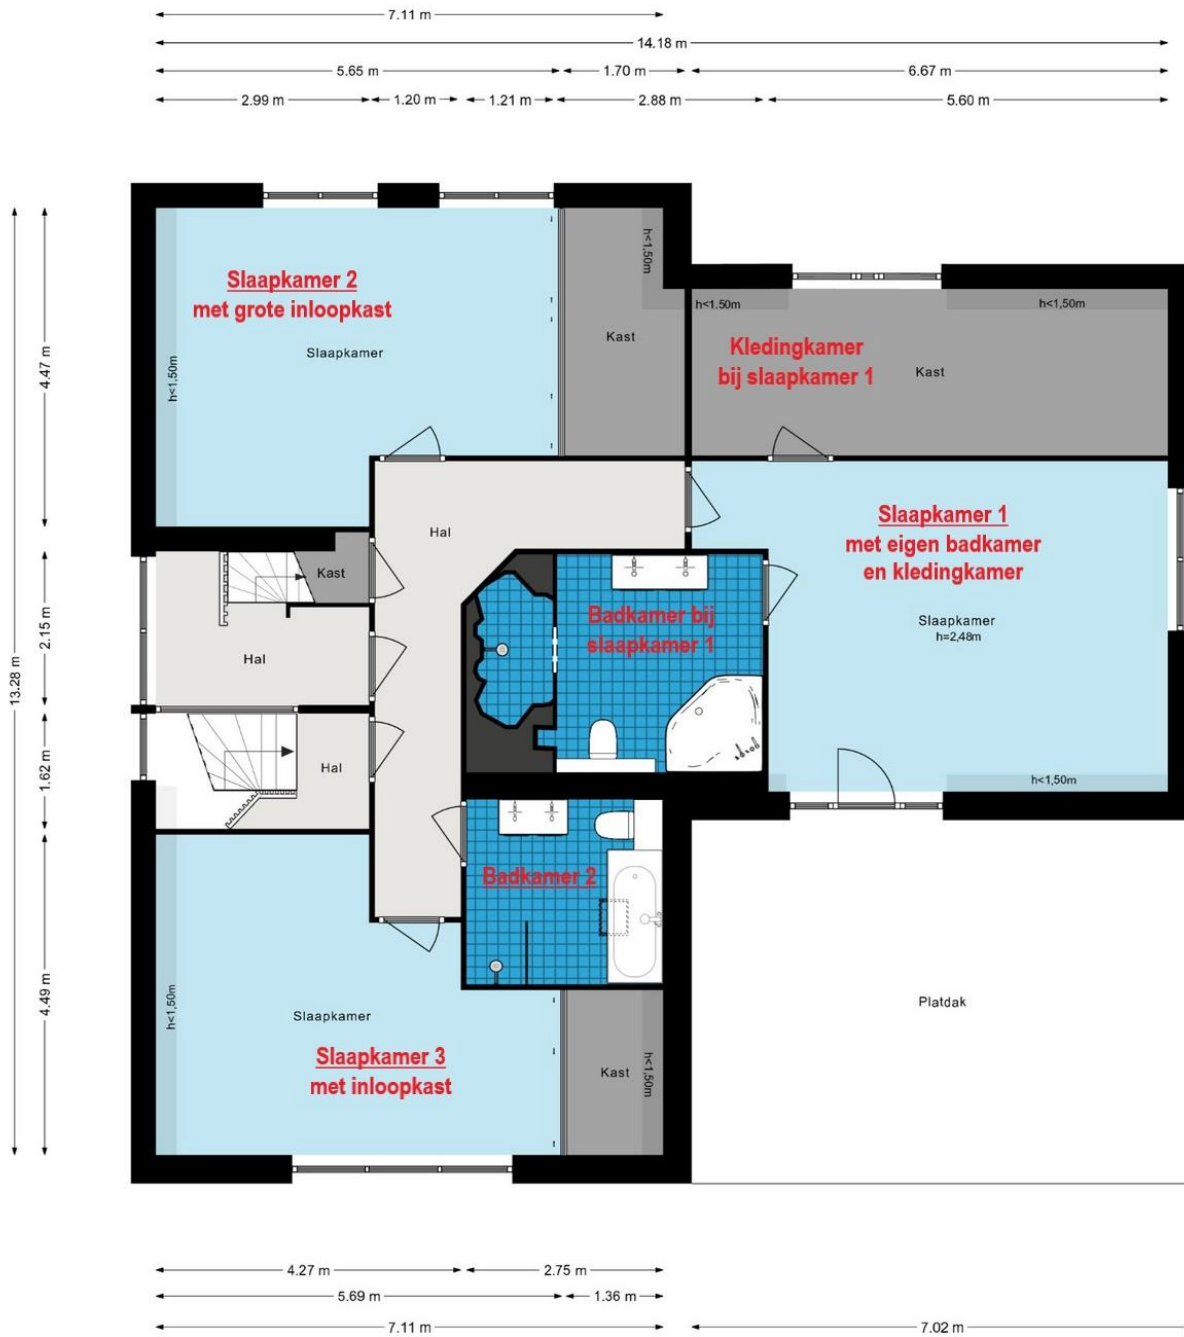 7.11 m
14.18 m
5.65 m
1.70 m
6.67 m
2.99 m
1.20 m
1.21 m
2.88 m
5.60 m
13.28 m
4.47 m
2.15 m
1.62 m
4.49 m
h<1.50m
Slaapkamer 2
met grote inloopkast
Slaapkamer
h<1,50m
Kast
h<1.50m
h<1,50m
Kledingkamer
bij slaapkamer 1
Kast
Hal
Slaapkamer 1
met eigen badkamer
en kledingkamer
Slaapkamer
h=2,48m
h<1,50m
Kast
Hal
Hal
Badkamer bij
slaapkamer 1
Badkamer 2
h<1,50m
Slaapkamer
Slaapkamer 3
met inloopkast
Kast
h<1,50m
Platdak
4.27 m
2.75 m
5.69 m
1.36 m
7.11 m
7.02 m